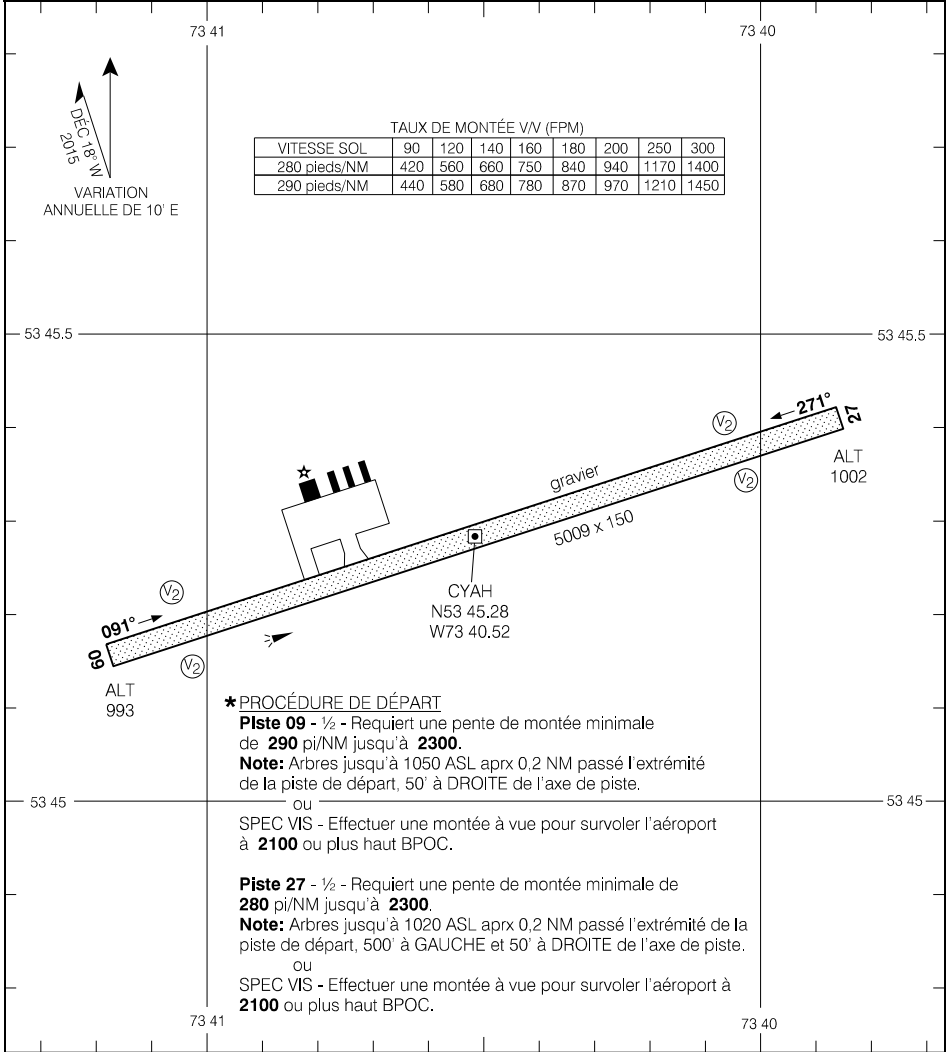 73 41
73 40
DÉC 18° W
2015
VARIATION
ANNUELLE DE 10' E
TAUX DE MONTÉE V/V (FPM)
VITESSE SOL 90 120 140 160 180 200 250 300
280 pieds/NM 420 560 660 750 840 940 1170 1400
290 pieds/NM 440 580 680 780 870 970 1210 1450
53 45.5
53 45.5
271°
27
V2
V2
ALT
1002
gravier
5009 x 150
CYAH
N53 45.28
W73 40.52
V2
091°
09
V2
ALT
993
* PROCÉDURE DE DÉPART
Piste 09 - ½ - Requiert une pente de montée minimale
de 290 pi/NM jusqu'à 2300.
Note: Arbres jusqu'à 1050 ASL aprx 0,2 NM passé l'extrémité
de la piste de départ, 50' à DROITE de l'axe de piste.
ou
53 45
53 45
SPEC VIS - Effectuer une montée à vue pour survoler l'aéroport
à 2100 ou plus haut BPOC.
Piste 27 - ½ - Requiert une pente de montée minimale de
280 pi/NM jusqu'à 2300.
Note: Arbres jusqu'à 1020 ASL aprx 0,2 NM passé l'extrémité de la
piste de départ, 500' à GAUCHE et 50' à DROITE de l'axe de piste.
ou
SPEC VIS - Effectuer une montée à vue pour survoler l'aéroport à
2100 ou plus haut BPOC.
73 41
73 40